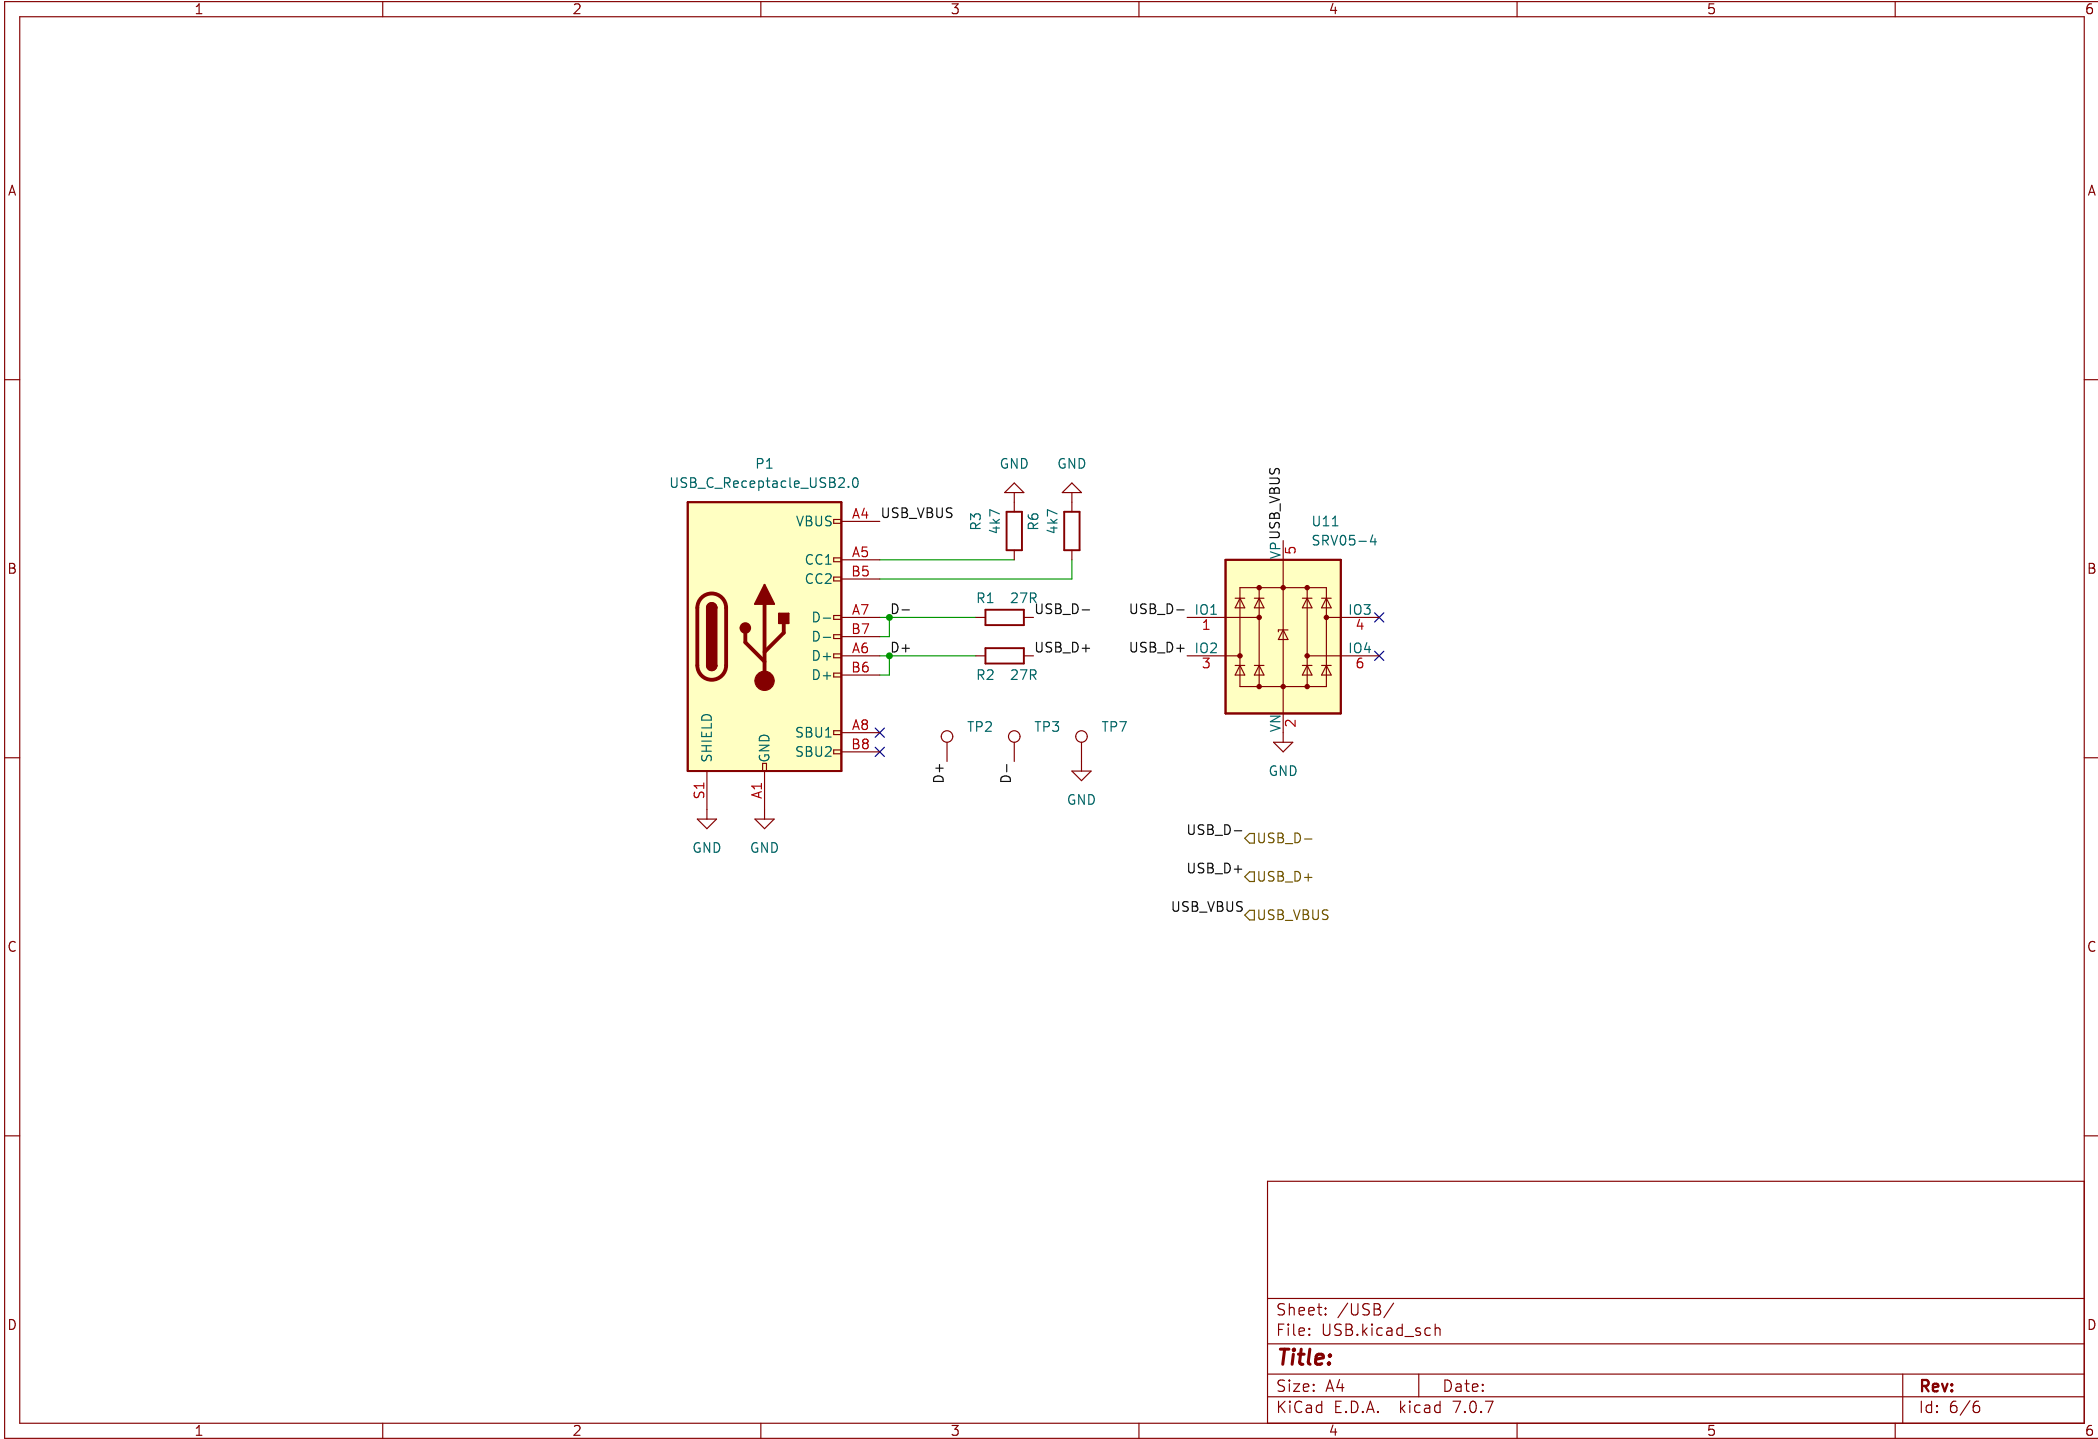 1 2 3 4 5 6
A A
B B
C C
D D
P1
USB_C_Receptacle_USB2.0
VBUS A4 USB_VBUS
CC1 A5
CC2 B5
D- A7 D-
D- B7
D+ A6 D+
D+ B6
SBU1 A8
SBU2 B8
SHIELD
GND
S1
A1
GND
GND
GND
GND
R3
4k7
R6
4k7
R1 27R
USB_D-
USB_D+
R2 27R
TP2
TP3
TP7
D+
D-
GND
USB_VBUS
U11
SRV05-4
VP
5
USB_D- IO1
1
USB_D+ IO2
3
IO3
4
IO4
6
VN
2
GND
USB_D-
USB_D-
USB_D+
USB_D+
USB_VBUS
USB_VBUS
Sheet: /USB/
File: USB.kicad_sch
Title:
Size: A4 Date: Rev:
KiCad E.D.A. kicad 7.0.7 Id: 6/6
1 2 3 4 5 6